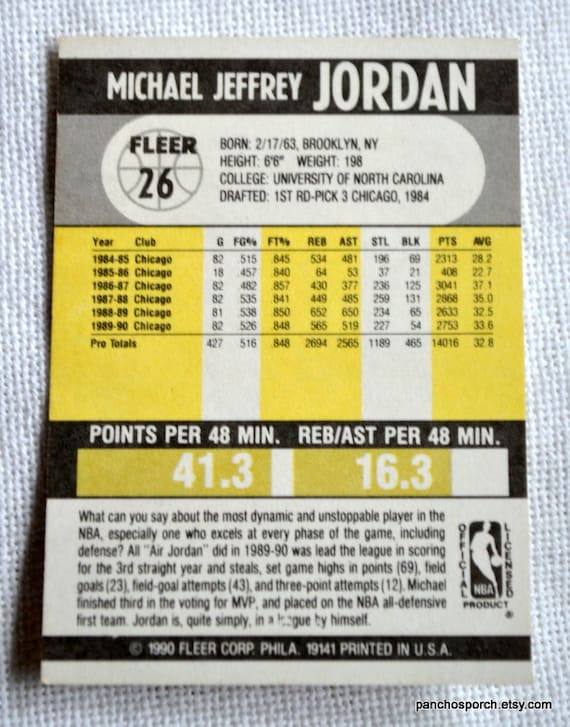 MICHAEL JEFFREY JORDAN
FLEER
26
BORN: 2/17/63, BROOKLYN, NY
HEIGHT: 6'6" WEIGHT: 198
COLLEGE: UNIVERSITY OF NORTH CAROLINA
DRAFTED: 1ST RD-PICK 3 CHICAGO, 1984
Year Club G FG% FT% REB AST STL BLK PTS AVG
1984-85 Chicago 82 .515 .845 534 481 196 69 2313 28.2
1985-86 Chicago 18 .457 .840 64 53 37 21 408 22.7
1986-87 Chicago 82 .482 .857 430 377 236 125 3041 37.1
1987-88 Chicago 82 .535 .841 449 485 259 131 2868 35.0
1988-89 Chicago 81 .538 .850 652 650 234 65 2633 32.5
1989-90 Chicago 82 .526 .848 565 519 227 54 2753 33.6
Pro Totals 427 .516 .848 2694 2565 1189 465 14016 32.8
POINTS PER 48 MIN. REB/AST PER 48 MIN.
41.3 16.3
What can you say about the most dynamic and unstoppable player in the
NBA, especially one who excels at every phase of the game, including
defense? All "Air Jordan" did in 1989-90 was lead the league in scoring
for the 3rd straight year and steals, set game highs in points (69), field
goals (23), field-goal attempts (43), and three-point attempts (12). Michael
finished third in the voting for MVP, and placed on the NBA all-defensive
first team. Jordan is, quite simply, in a league by himself.
OFFICIAL LICENSED
NBA
PRODUCT ®
© 1990 FLEER CORP. PHILA. 19141 PRINTED IN U.S.A.
panchosporch.etsy.com